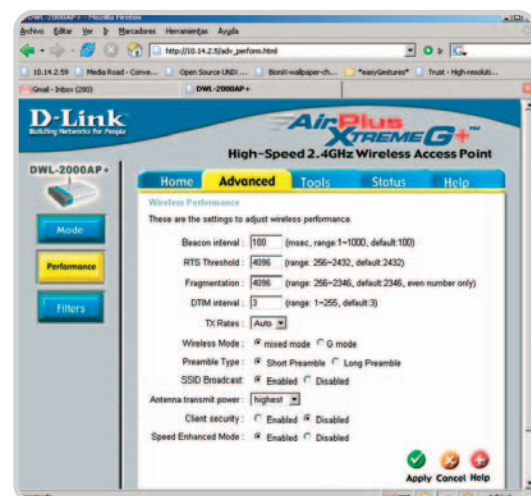 DWL-2000AP+ - Mozilla Firefox
Archivo Editar Ver Ir Marcadores Herramientas Ayuda
http://10.14.2.5/adv_perform.html
10.14.2.59 Media Road - Conve... Open Source UNIX ... BioniX-wallpaper-ch... *easyGestures* Trust - High-resoluti...
Gmail - Inbox (280) DWL-2000AP+
D-Link
Building Networks for People
AirPlus
XTREME G+™
High-Speed 2.4GHz Wireless Access Point
DWL-2000AP+
Home Advanced Tools Status Help
Mode
Performance
Filters
Wireless Performance
These are the settings to adjust wireless performance.
Beacon interval : 100 (msec, range:1~1000, default:100)
RTS Threshold : 4096 (range: 256~2432, default:2432)
Fragmentation : 4096 (range: 256~2346, default:2346, even number only)
DTIM interval : 3 (range: 1~255, default:3)
TX Rates : Auto
Wireless Mode : mixed mode G mode
Preamble Type : Short Preamble Long Preamble
SSID Broadcast: Enabled Disabled
Antenna transmit power : highest
Client security : Enabled Disabled
Speed Enhanced Mode : Enabled Disabled
Apply Cancel Help